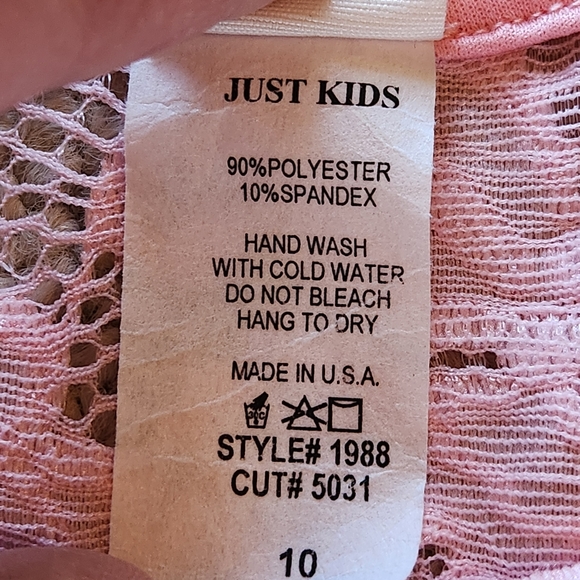 JUST KIDS
90%POLYESTER
10%SPANDEX
HAND WASH
WITH COLD WATER
DO NOT BLEACH
HANG TO DRY
MADE IN U.S.A.
STYLE# 1988
CUT# 5031
10